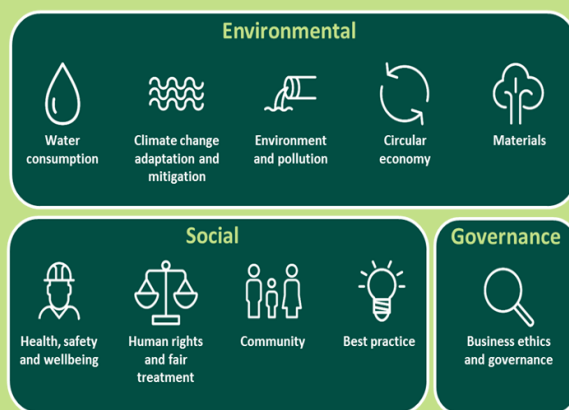 Environmental
Water
consumption
Climate change
adaptation and
mitigation
Environment
and pollution
Circular
economy
Materials
Social
Health, safety
and wellbeing
Human rights
and fair
treatment
Community
Best practice
Governance
Business ethics
and governance